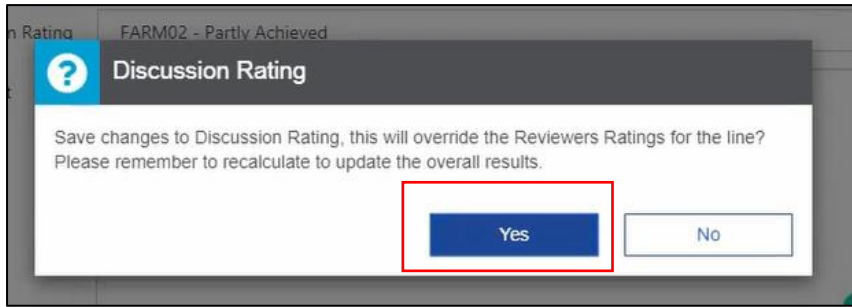 n Rating FARM02 - Partly Achieved
Discussion Rating
Save changes to Discussion Rating, this will override the Reviewers Ratings for the line?
Please remember to recalculate to update the overall results.
Yes No